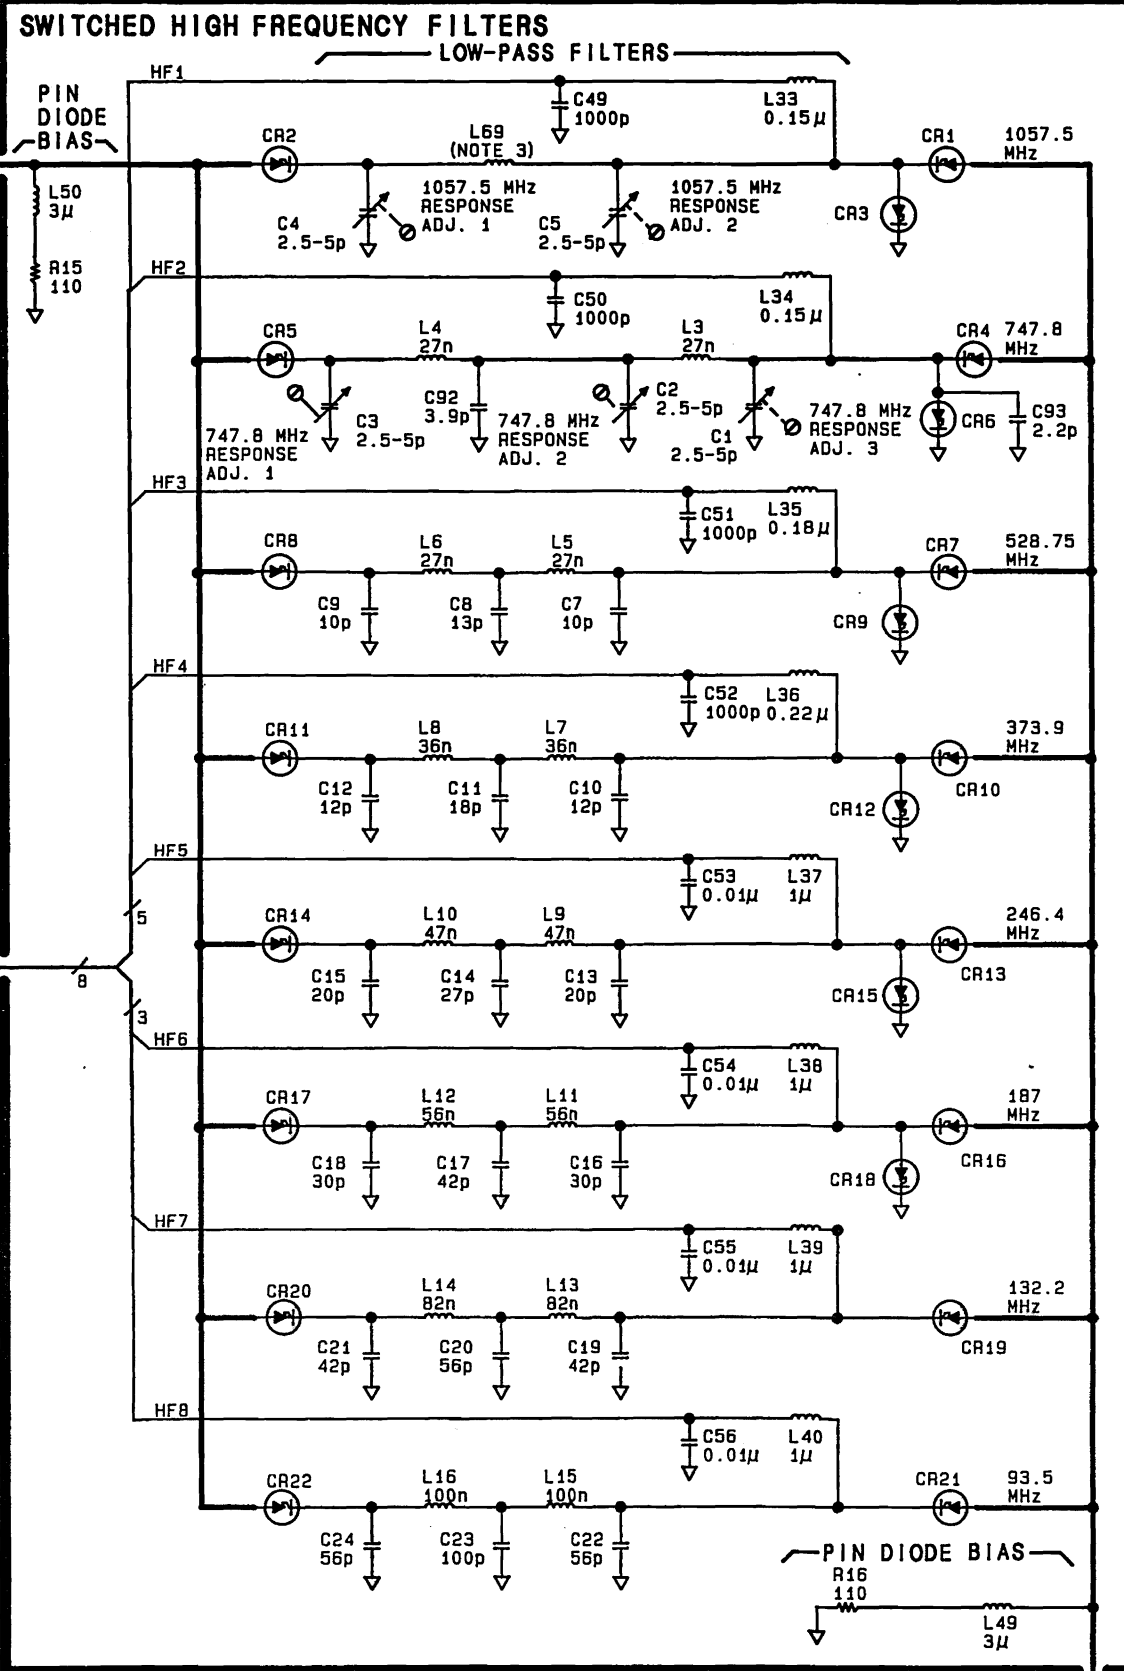 SWITCHED HIGH FREQUENCY FILTERS
LOW-PASS FILTERS
PIN
DIODE
BIAS
HF1
C49
1000p
L33
0.15µ
CR2
L69
(NOTE 3)
CR1
1057.5
MHz
L50
3µ
C4
2.5-5p
1057.5 MHz
RESPONSE
ADJ. 1
C5
2.5-5p
1057.5 MHz
RESPONSE
ADJ. 2
CR3
R15
110
HF2
C50
1000p
L34
0.15µ
CR5
L4
27n
L3
27n
CR4
747.8
MHz
C3
2.5-5p
747.8 MHz
RESPONSE
ADJ. 1
C92
3.9p
747.8 MHz
RESPONSE
ADJ. 2
C2
2.5-5p
C1
2.5-5p
747.8 MHz
RESPONSE
ADJ. 3
CR6
C93
2.2p
HF3
C51
1000p
L35
0.18µ
CR8
L6
27n
L5
27n
CR7
528.75
MHz
C9
10p
C8
13p
C7
10p
CR9
HF4
C52
1000p
L36
0.22µ
CR11
L8
36n
L7
36n
373.9
MHz
CR10
C12
12p
C11
18p
C10
12p
CR12
HF5
C53
0.01µ
L37
1µ
5
CR14
L10
47n
L9
47n
246.4
MHz
CR13
8
C15
20p
C14
27p
C13
20p
CR15
3
HF6
C54
0.01µ
L38
1µ
CR17
L12
56n
L11
56n
187
MHz
CR16
C18
30p
C17
42p
C16
30p
CR18
HF7
C55
0.01µ
L39
1µ
CR20
L14
82n
L13
82n
132.2
MHz
CR19
C21
42p
C20
56p
C19
42p
HF8
C56
0.01µ
L40
1µ
CR22
L16
100n
L15
100n
CR21
93.5
MHz
C24
56p
C23
100p
C22
56p
PIN DIODE BIAS
R16
110
L49
3µ